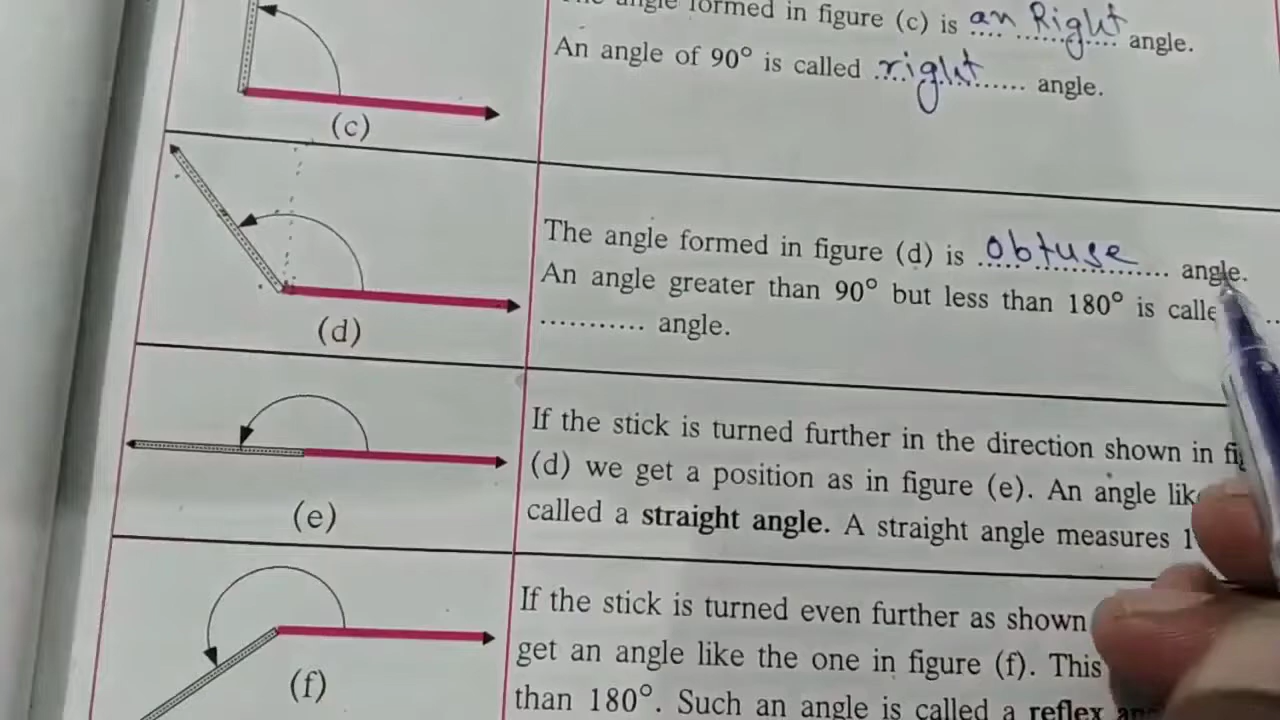 angle formed in figure (c) is an Right angle.
An angle of 90° is called right angle.
(c)
The angle formed in figure (d) is obtuse angle.
An angle greater than 90° but less than 180° is
angle.
(d)
If the stick is turned further in the direction shown in
(d) we get a position as in figure (e). An angle
called a straight angle. A straight angle measures
(e)
If the stick is turned even further as shown
get an angle like the one in figure (f). This
than 180°. Such an angle is called a reflex
(f)